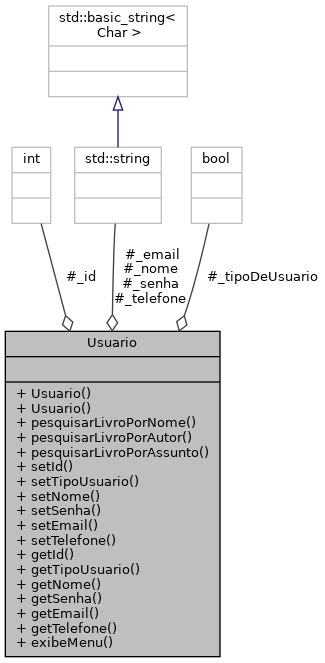 std::basic_string<
Char >
int
std::string
bool
#_id
#_email
#_nome
#_senha
#_telefone
#_tipoDeUsuario
Usuario
+ Usuario()
+ Usuario()
+ pesquisarLivroPorNome()
+ pesquisarLivroPorAutor()
+ pesquisarLivroPorAssunto()
+ setId()
+ setTipoUsuario()
+ setNome()
+ setSenha()
+ setEmail()
+ setTelefone()
+ getId()
+ getTipoUsuario()
+ getNome()
+ getSenha()
+ getEmail()
+ getTelefone()
+ exibeMenu()